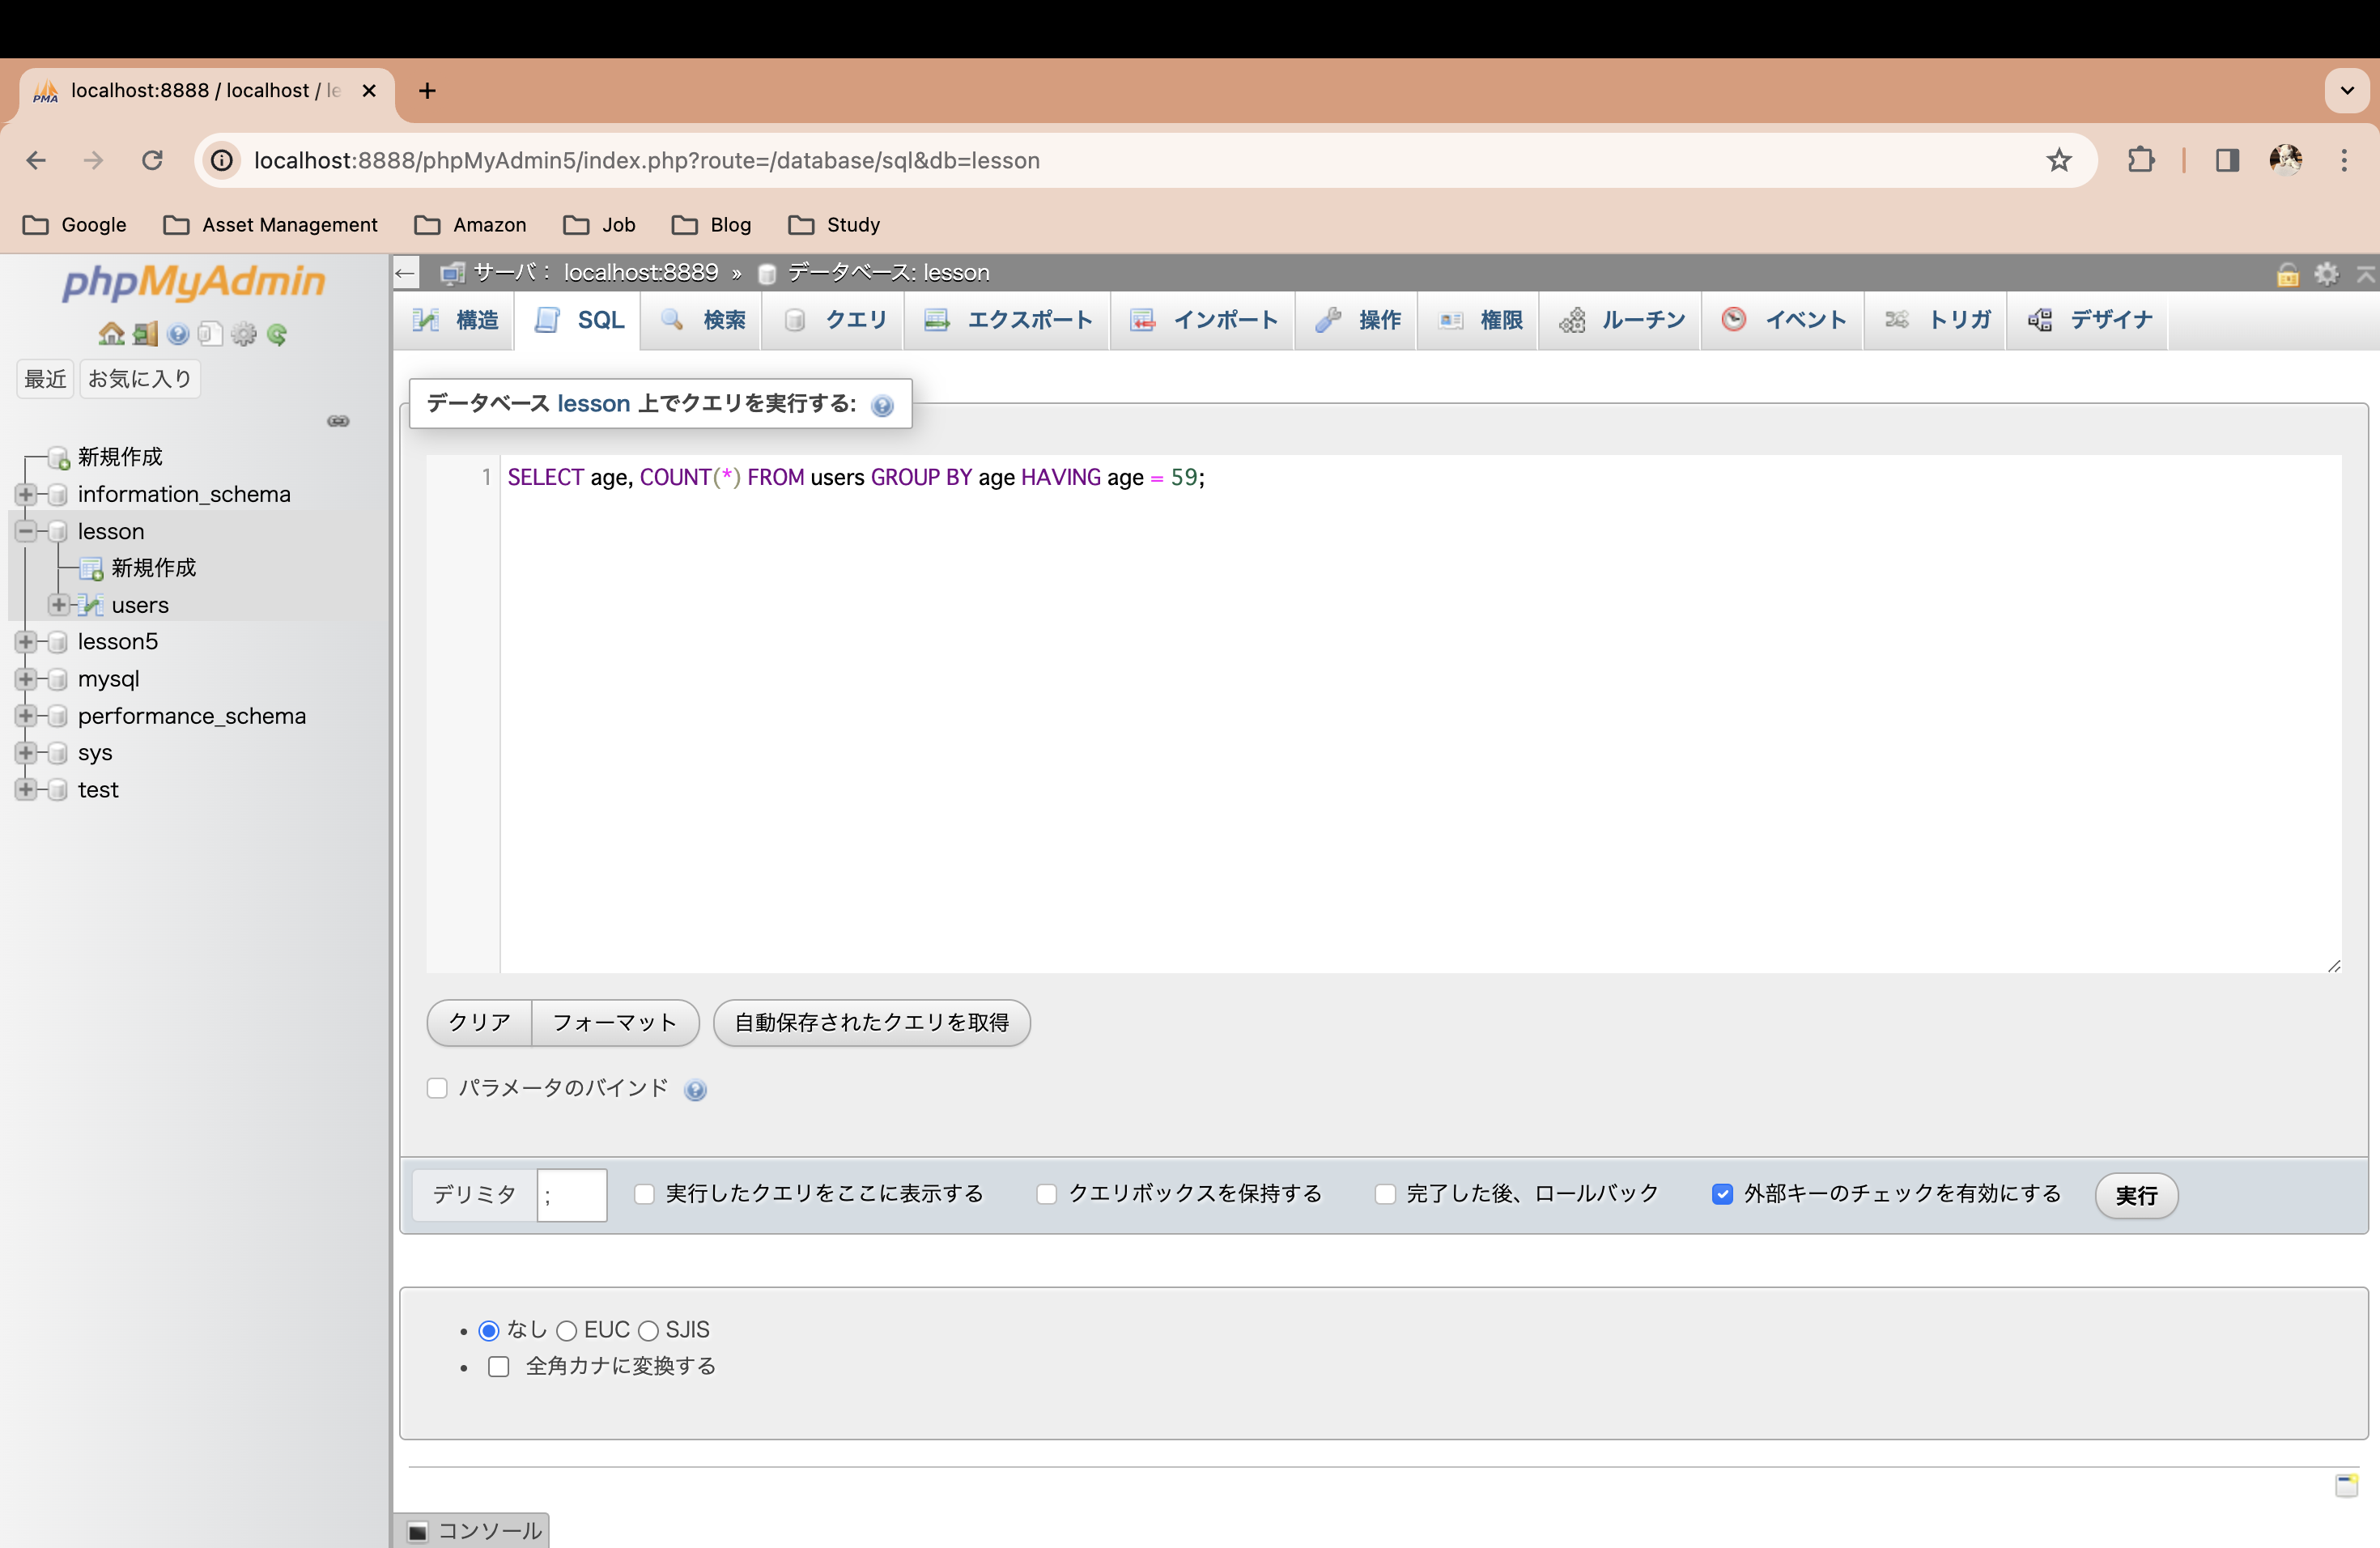 localhost:8888 / localhost / le
localhost:8888/phpMyAdmin5/index.php?route=/database/sql&db=lesson
Google Asset Management Amazon Job Blog Study
phpMyAdmin
最近 お気に入り
新規作成
information_schema
lesson
新規作成
users
lesson5
mysql
performance_schema
sys
test
サーバ： localhost:8889 » データベース: lesson
構造 SQL 検索 クエリ エクスポート インポート 操作 権限 ルーチン イベント トリガ デザイナ
データベース lesson 上でクエリを実行する:
1 SELECT age, COUNT(*) FROM users GROUP BY age HAVING age = 59;
クリア フォーマット 自動保存されたクエリを取得
パラメータのバインド
デリミタ ; 実行したクエリをここに表示する クエリボックスを保持する 完了した後、ロールバック 外部キーのチェックを有効にする 実行
• なし EUC SJIS
• 全角カナに変換する
コンソール